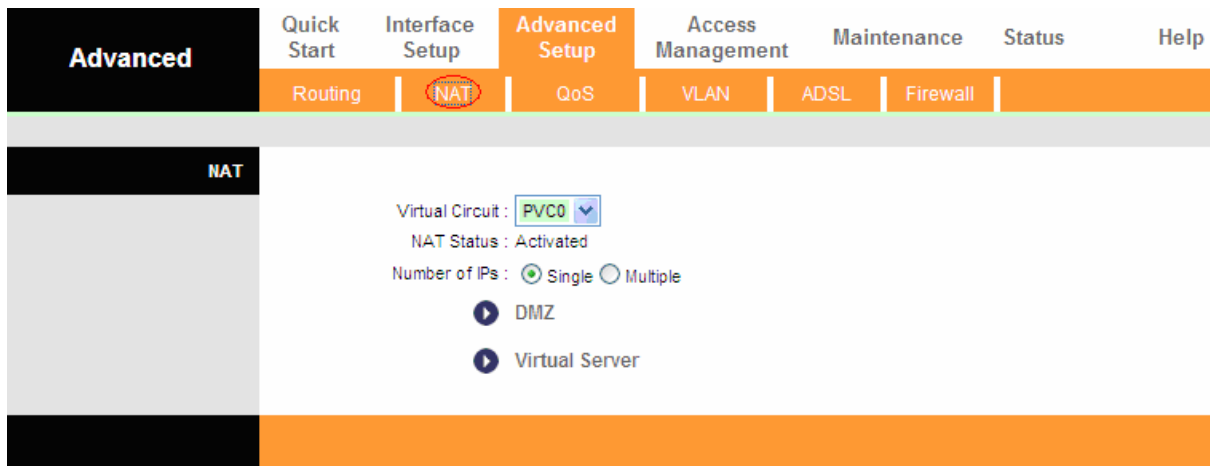 Advanced
Quick Start
Interface Setup
Advanced Setup
Access Management
Maintenance
Status
Help
Routing
NAT
QoS
VLAN
ADSL
Firewall
NAT
Virtual Circuit : PVC0
NAT Status : Activated
Number of IPs : Single Multiple
DMZ
Virtual Server